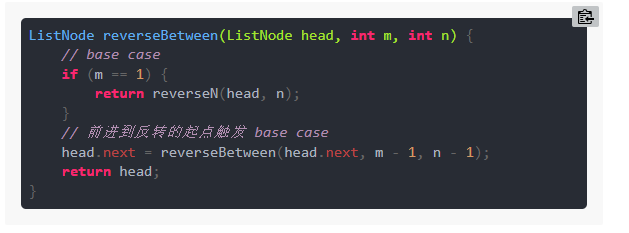 ListNode reverseBetween(ListNode head, int m, int n) {
    // base case
    if (m == 1) {
        return reverseN(head, n);
    }
    // 前进到反转的起点触发 base case
    head.next = reverseBetween(head.next, m - 1, n - 1);
    return head;
}